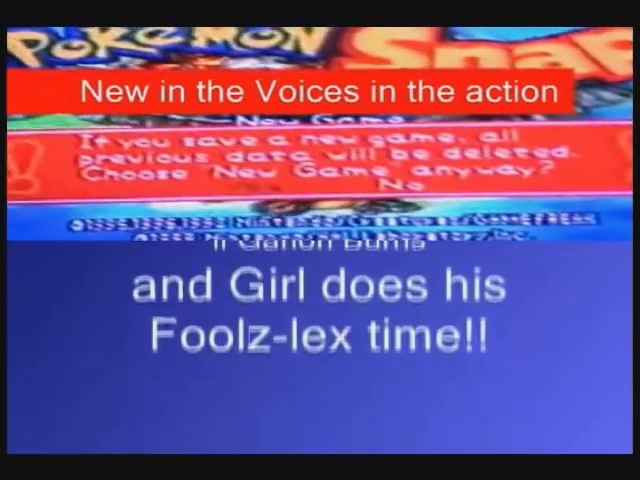 POKéMON Snap
New in the Voices in the action
New Game
If you save a new game, all
previous data will be deleted.
Choose "New Game" anyway?
No
and Girl does his
Foolz-lex time!!